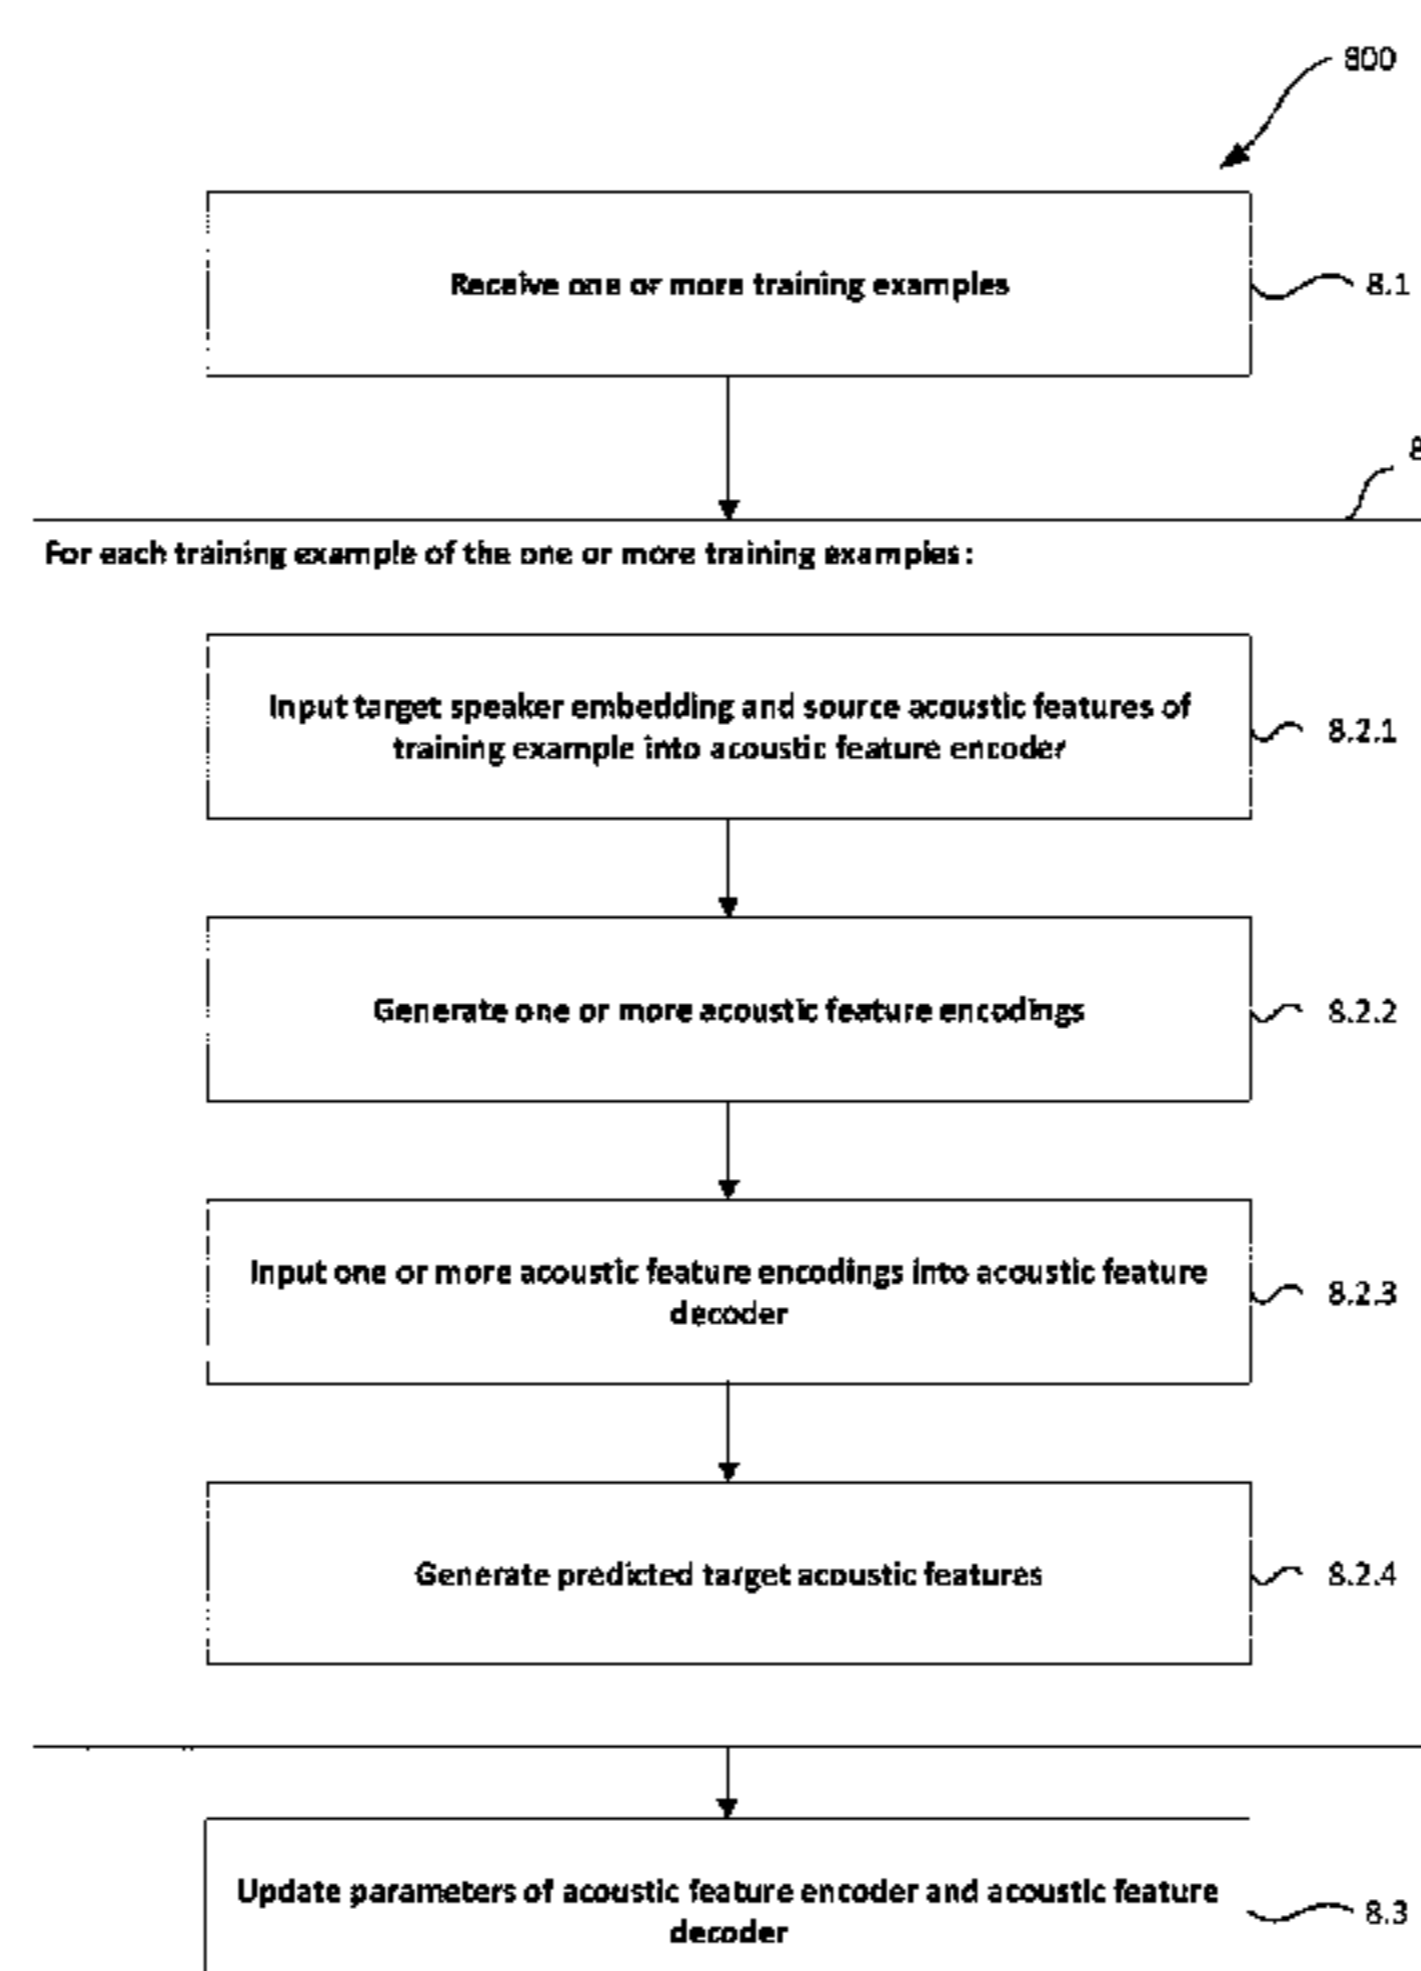 800
Receive one or more training examples
8.1
8
For each training example of the one or more training examples:
Input target speaker embedding and source acoustic features of
training example into acoustic feature encoder
8.2.1
Generate one or more acoustic feature encodings
8.2.2
Input one or more acoustic feature encodings into acoustic feature
decoder
8.2.3
Generate predicted target acoustic features
8.2.4
Update parameters of acoustic feature encoder and acoustic feature
decoder
8.3